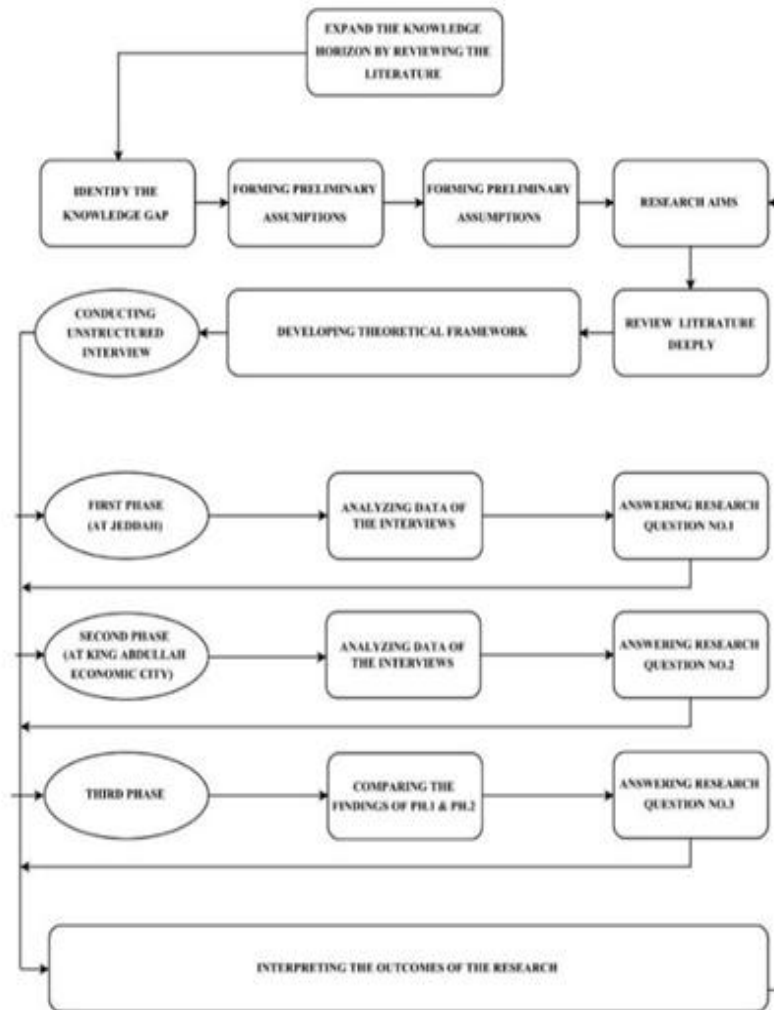 EXPAND THE KNOWLEDGE
HORIZON BY REVIEWING THE
LITERATURE
IDENTIFY THE
KNOWLEDGE GAP
FORMING PRELIMINARY
ASSUMPTIONS
FORMING PRELIMINARY
ASSUMPTIONS
RESEARCH AIMS
CONDUCTING
UNSTRUCTURED
INTERVIEW
DEVELOPING THEORETICAL FRAMEWORK
REVIEW LITERATURE
DEEPLY
FIRST PHASE
(AT JEDDAH)
ANALYZING DATA OF
THE INTERVIEWS
ANSWERING RESEARCH
QUESTION NO.1
SECOND PHASE
(AT KING ABDULLAH
ECONOMIC CITY)
ANALYZING DATA OF
THE INTERVIEWS
ANSWERING RESEARCH
QUESTION NO.2
THIRD PHASE
COMPARING THE
FINDINGS OF PH.1 & PH.2
ANSWERING RESEARCH
QUESTION NO.3
INTERPRETING THE OUTCOMES OF THE RESEARCH